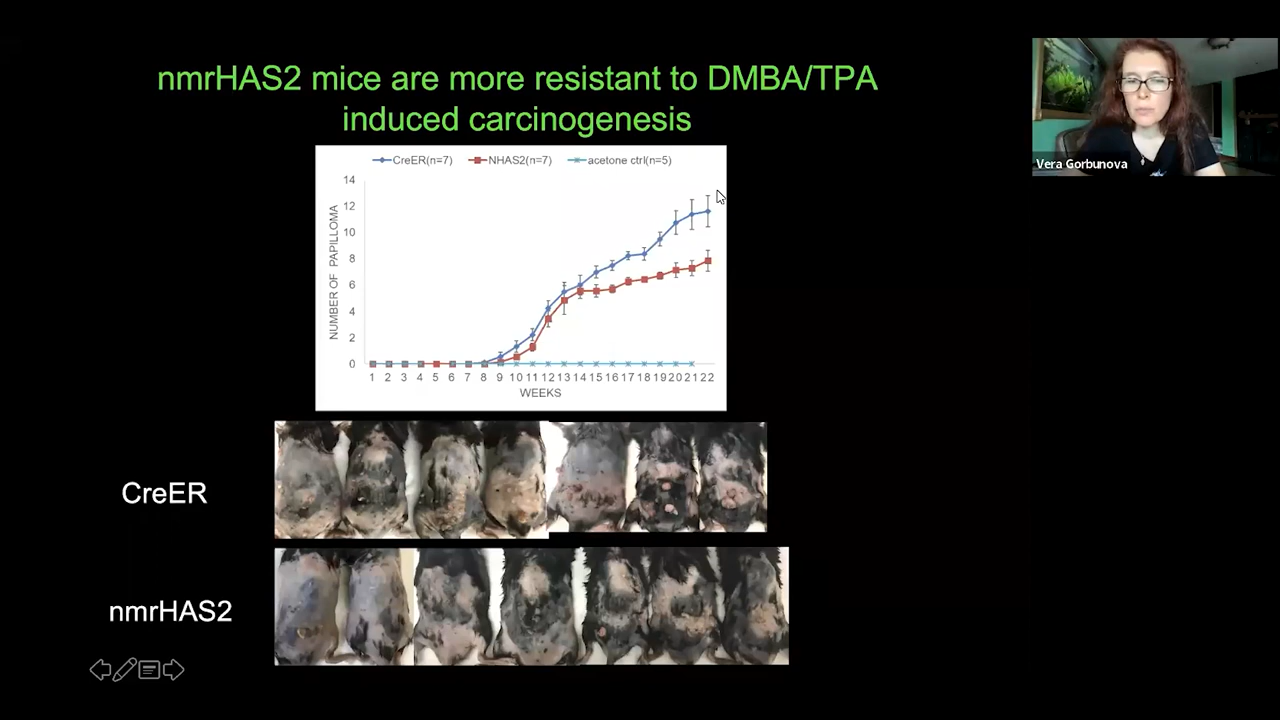 nmrHAS2 mice are more resistant to DMBA/TPA
induced carcinogenesis
Vera Gorbunova
CreER(n=7) NHAS2(n=7) acetone ctrl(n=5)
NUMBER OF PAPILLOMA
14
12
10
8
6
4
2
0
1 2 3 4 5 6 7 8 9 10 11 12 13 14 15 16 17 18 19 20 21 22
WEEKS
CreER
nmrHAS2